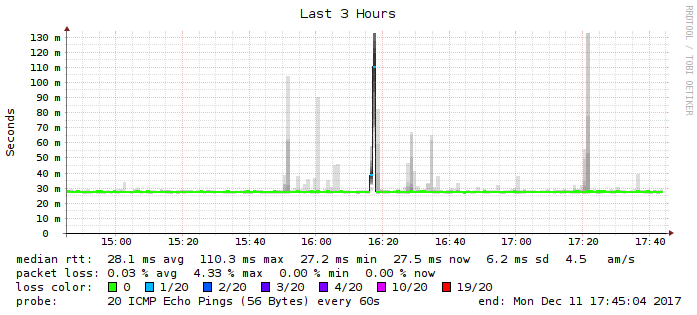 Last 3 Hours
RRDTOOL / TOBI OETIKER
Seconds
130 m
120 m
110 m
100 m
90 m
80 m
70 m
60 m
50 m
40 m
30 m
20 m
10 m
0
15:00 15:20 15:40 16:00 16:20 16:40 17:00 17:20 17:40
median rtt: 28.1 ms avg 110.3 ms max 27.2 ms min 27.5 ms now 6.2 ms sd 4.5 am/s
packet loss: 0.03 % avg 4.33 % max 0.00 % min 0.00 % now
loss color: 0 1/20 2/20 3/20 4/20 10/20 19/20
probe: 20 ICMP Echo Pings (56 Bytes) every 60s end: Mon Dec 11 17:45:04 2017